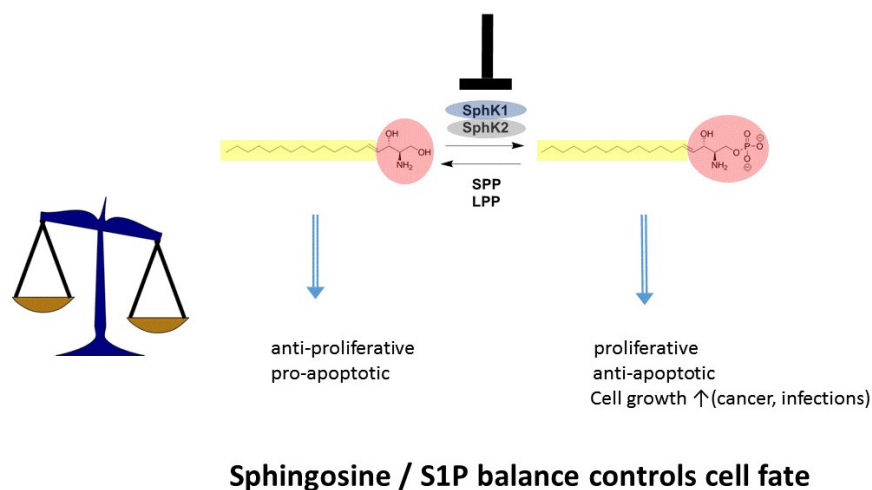 SphK1
SphK2
OH
OH
NH₂
SPP
LPP
OH
O
O
P
O⊖
NH₂
O⊖
anti-proliferative
pro-apoptotic
proliferative
anti-apoptotic
Cell growth ↑(cancer, infections)
Sphingosine / S1P balance controls cell fate